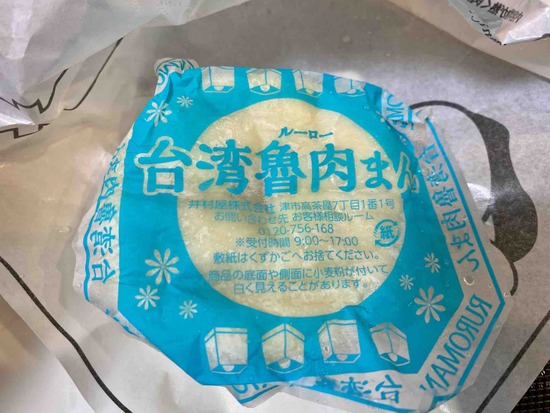 ルーロー
台湾魯肉まん
井村屋株式会社 津市高茶屋7丁目1番1号
お問い合わせ先 お客様相談ルーム
0120-756-168
※受付時間 9:00~17:00
敷紙はくずかごへお捨てください。
商品の底面や側面に小麦粉が付いて
白く見えることがあります。
紙
RUROMAN
台湾